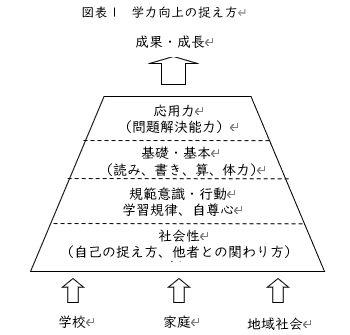 図表Ⅰ 学力向上の捉え方
成果・成長
応用力
(問題解決能力)
基礎・基本
(読み、書き、算、体力)
規範意識・行動
学習規律、自尊心
社会性
(自己の捉え方、他者との関わり方)
学校 家庭 地域社会